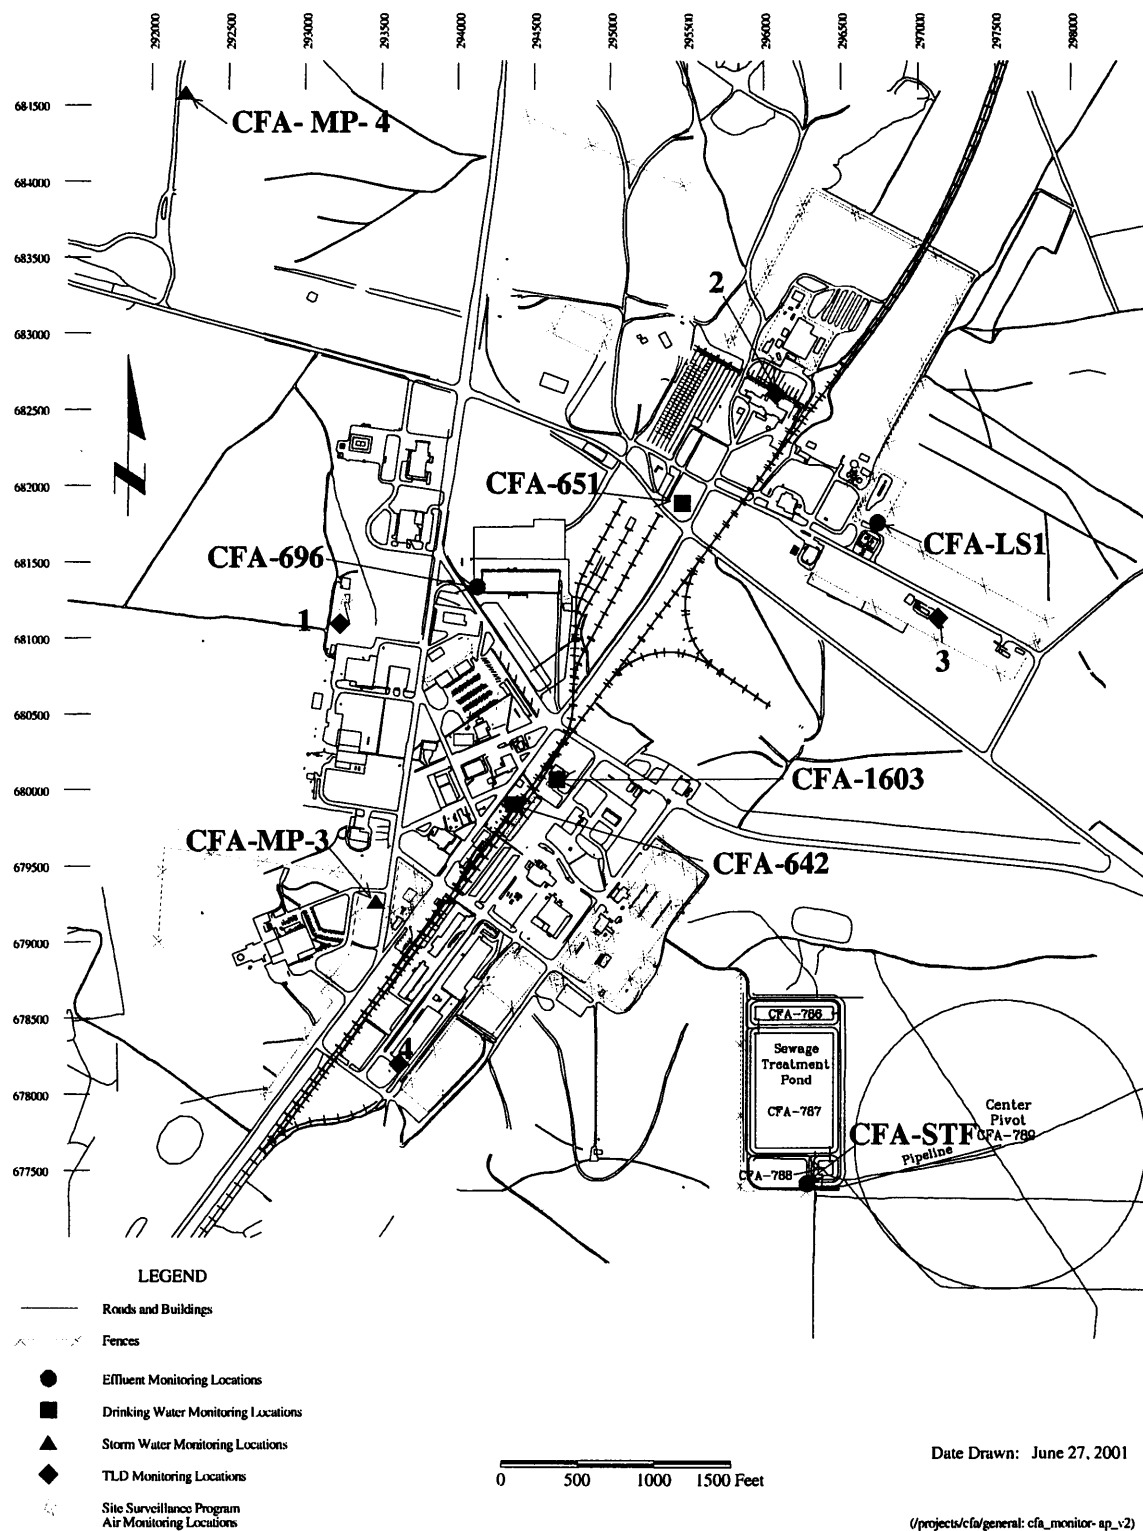 292000
292500
293000
293500
294000
294500
295000
295500
296000
296500
297000
297500
298000
681500
CFA- MP- 4
684000
683500
2
683000
682500
682000
CFA-651
CFA-LS1
681500
CFA-696
1
681000
3
680500
680000
CFA-1603
CFA-MP-3
679500
CFA-642
679000
678500
CFA-786
Sewage
Treatment
Pond
4
678000
CFA-787
Center
Pivot
CFA-789
CFA-STF
Pipeline
677500
CFA-788
LEGEND
Roads and Buildings
Fences
Effluent Monitoring Locations
Drinking Water Monitoring Locations
Storm Water Monitoring Locations
TLD Monitoring Locations
Site Surveillance Program
Air Monitoring Locations
0 500 1000 1500 Feet
Date Drawn: June 27, 2001
(/projects/cfa/general: cfa_monitor- ap_v2)